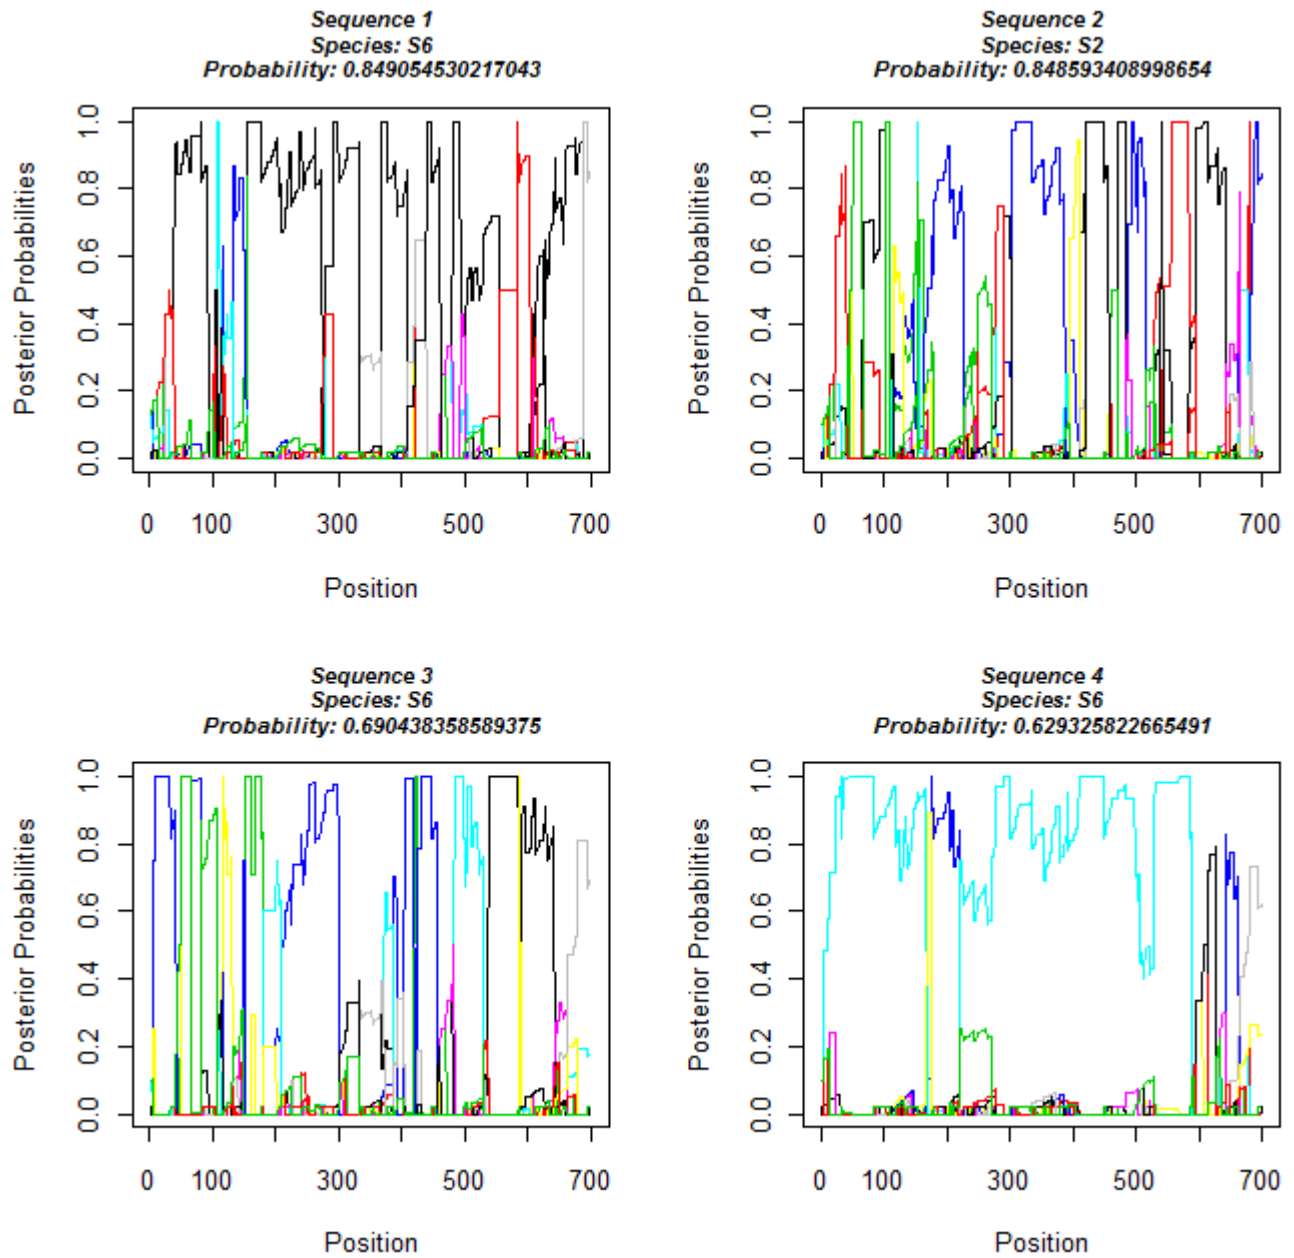 Sequence 1
Species: S6
Probability: 0.849054530217043
Posterior Probabilities
1.0
0.8
0.6
0.4
0.2
0.0
0 100 300 500 700
Position
Sequence 2
Species: S2
Probability: 0.848593408998654
Posterior Probabilities
1.0
0.8
0.6
0.4
0.2
0.0
0 100 300 500 700
Position
Sequence 3
Species: S6
Probability: 0.690438358589375
Posterior Probabilities
1.0
0.8
0.6
0.4
0.2
0.0
0 100 300 500 700
Position
Sequence 4
Species: S6
Probability: 0.629325822665491
Posterior Probabilities
1.0
0.8
0.6
0.4
0.2
0.0
0 100 300 500 700
Position